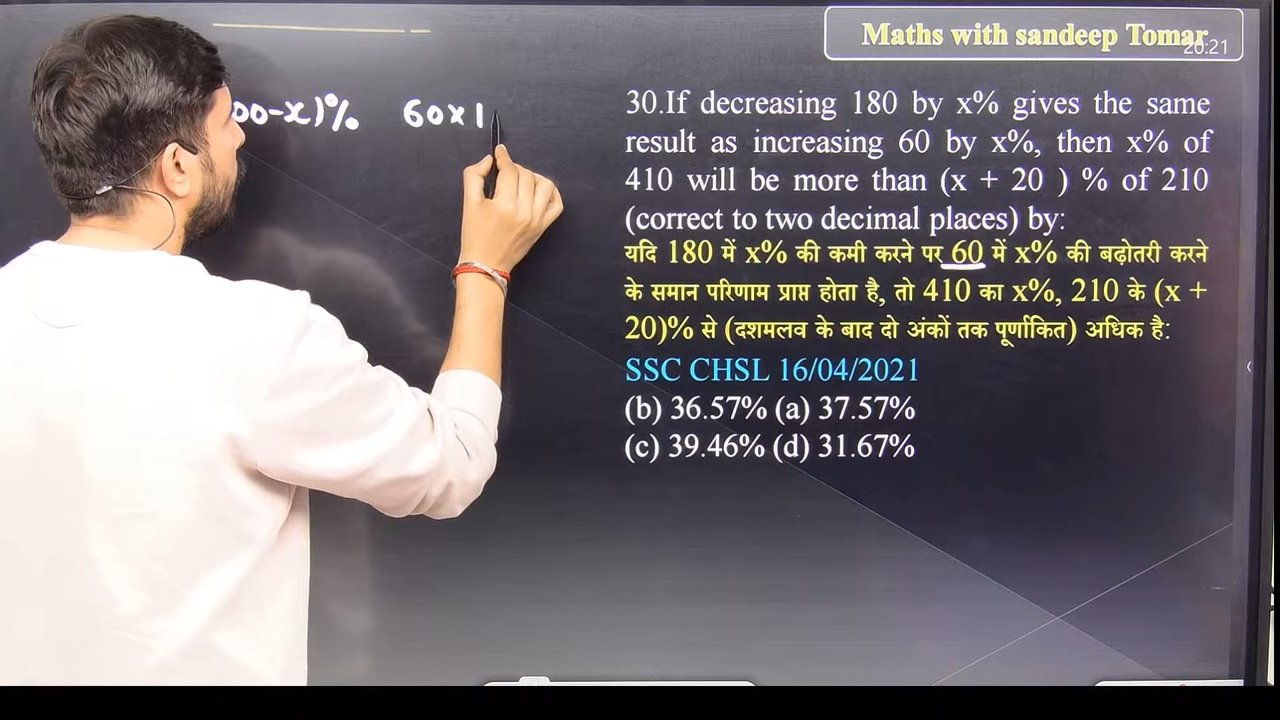 Maths with sandeep Tomar
20:21
00-x)% 60×1
30.If decreasing 180 by x% gives the same
result as increasing 60 by x%, then x% of
410 will be more than (x + 20 ) % of 210
(correct to two decimal places) by:
यदि 180 में x% की कमी करने पर 60 में x% की बढ़ोतरी करने
के समान परिणाम प्राप्त होता है, तो 410 का x%, 210 के (x +
20)% से (दशमलव के बाद दो अंकों तक पूर्णांकित) अधिक है:
SSC CHSL 16/04/2021
(b) 36.57% (a) 37.57%
(c) 39.46% (d) 31.67%